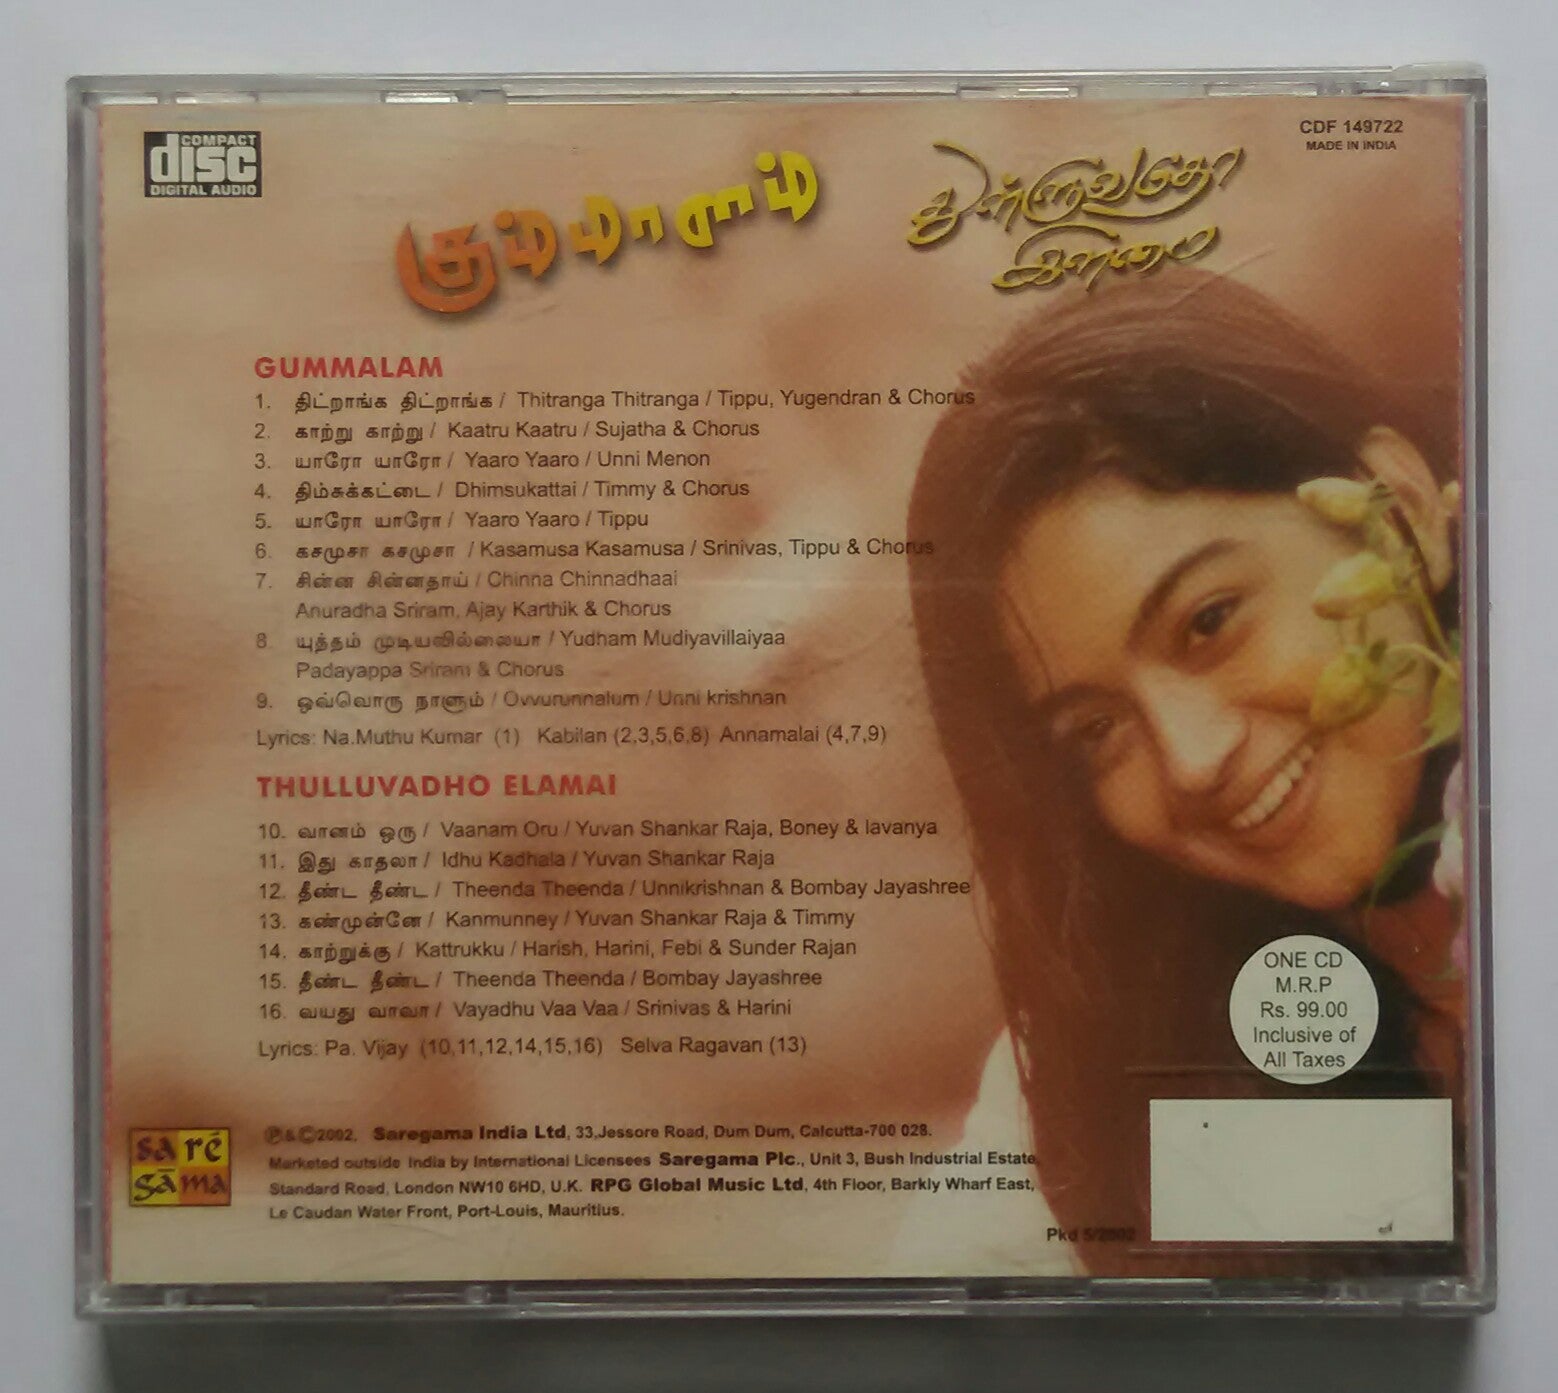 COMPACT
disc
DIGITAL AUDIO
CDF 149722
MADE IN INDIA
கும்மாளம்
துள்ளுவதோ
இளமை
GUMMALAM
1. திட்றாங்க திட்றாங்க / Thitranga Thitranga / Tippu, Yugendran & Chorus
2. காற்று காற்று / Kaatru Kaatru / Sujatha & Chorus
3. யாரோ யாரோ / Yaaro Yaaro / Unni Menon
4. திம்சுக்கட்டை / Dhimsukattai / Timmy & Chorus
5. யாரோ யாரோ / Yaaro Yaaro / Tippu
6. கசமுசா கசமுசா / Kasamusa Kasamusa / Srinivas, Tippu & Chorus
7. சின்ன சின்னதாய் / Chinna Chinnadhaai
Anuradha Sriram, Ajay Karthik & Chorus
8. யுத்தம் முடியவில்லையா / Yudham Mudiyavillaiyaa
Padayappa Sriram & Chorus
9. ஒவ்வொரு நாளும் / Ovvurunnalum / Unni krishnan
Lyrics: Na.Muthu Kumar (1) Kabilan (2,3,5,6,8) Annamalai (4,7,9)
THULLUVADHO ELAMAI
10. வானம் ஒரு / Vaanam Oru / Yuvan Shankar Raja, Boney & lavanya
11. இது காதலா / Idhu Kadhala / Yuvan Shankar Raja
12. தீண்ட தீண்ட / Theenda Theenda / Unnikrishnan & Bombay Jayashree
13. கண்முன்னே / Kanmunney / Yuvan Shankar Raja & Timmy
14. காற்றுக்கு / Kattrukku / Harish, Harini, Febi & Sunder Rajan
15. தீண்ட தீண்ட / Theenda Theenda / Bombay Jayashree
16. வயது வாவா / Vayadhu Vaa Vaa / Srinivas & Harini
Lyrics: Pa. Vijay (10,11,12,14,15,16) Selva Ragavan (13)
ONE CD
M.R.P
Rs. 99.00
Inclusive of
All Taxes
sa ré
gā ma
℗&©2002, Saregama India Ltd, 33,Jessore Road, Dum Dum, Calcutta-700 028.
Marketed outside India by International Licensees Saregama Plc., Unit 3, Bush Industrial Estate,
Standard Road, London NW10 6HD, U.K. RPG Global Music Ltd, 4th Floor, Barkly Wharf East,
Le Caudan Water Front, Port-Louis, Mauritius.
Pkd 5/2002